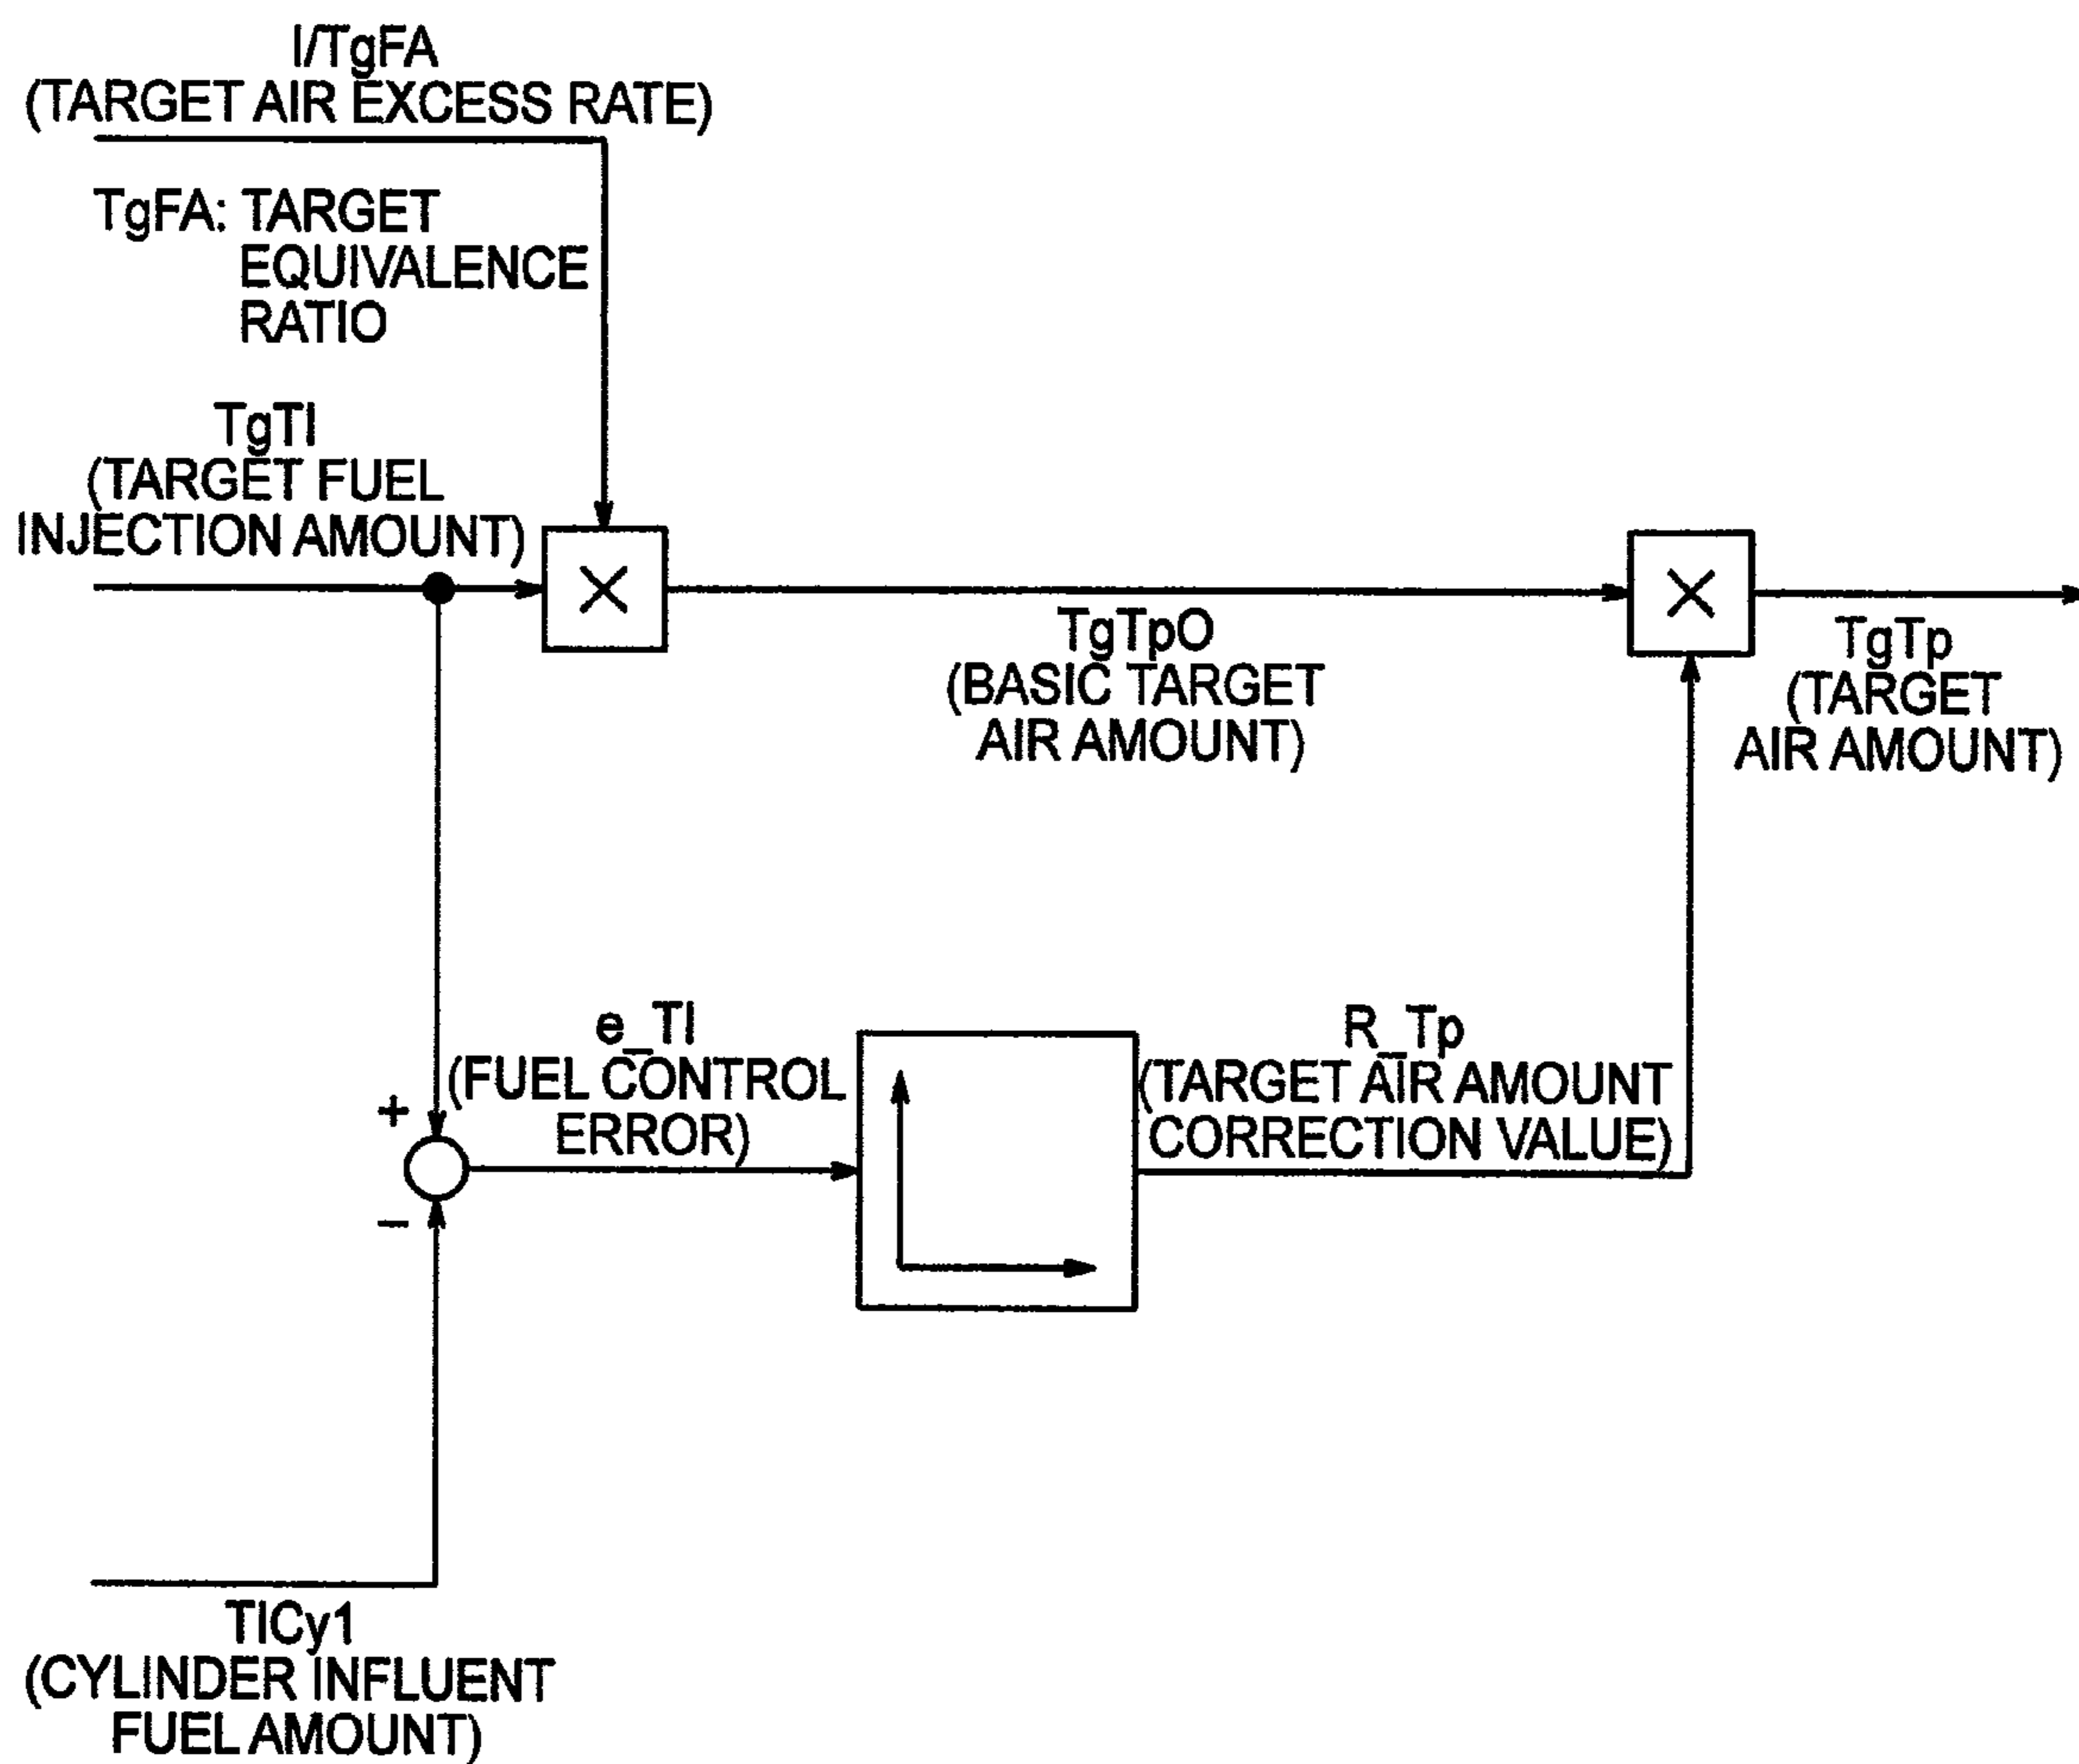 I/TgFA
(TARGET AIR EXCESS RATE)
TgFA: TARGET
EQUIVALENCE
RATIO
TgTI
(TARGET FUEL
INJECTION AMOUNT)
×
TgTpO
(BASIC TARGET
AIR AMOUNT)
×
TgTp
(TARGET
AIR AMOUNT)
e_TI
(FUEL CONTROL
ERROR)
R_Tp
(TARGET AIR AMOUNT
CORRECTION VALUE)
+
−
TICy1
(CYLINDER INFLUENT
FUEL AMOUNT)